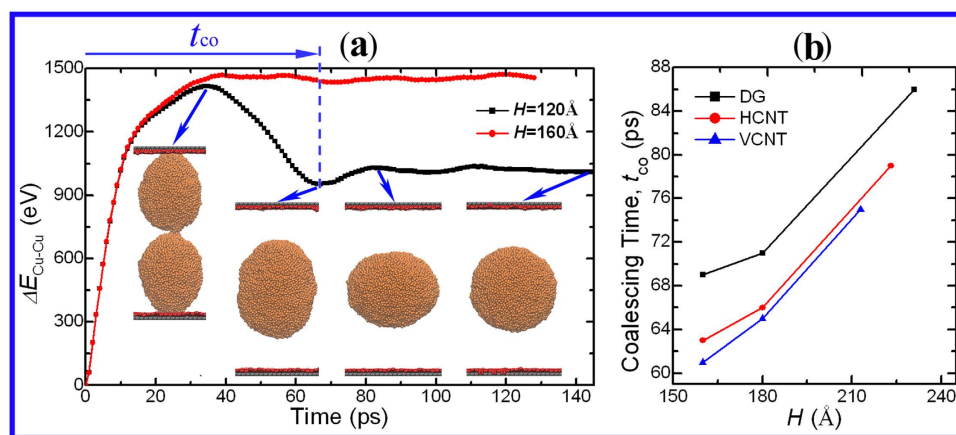 (a)
t_co
1500
1200
900
600
300
0
ΔE_Cu-Cu (eV)
H=120Å
H=160Å
0 20 40 60 80 100 120 140
Time (ps)
(b)
88
84
80
76
72
68
64
60
Coalescing Time, t_co (ps)
DG
HCNT
VCNT
150 180 210 240
H (Å)